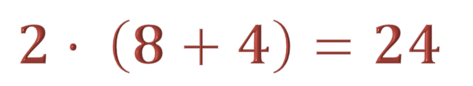 2 · (8 + 4) = 24